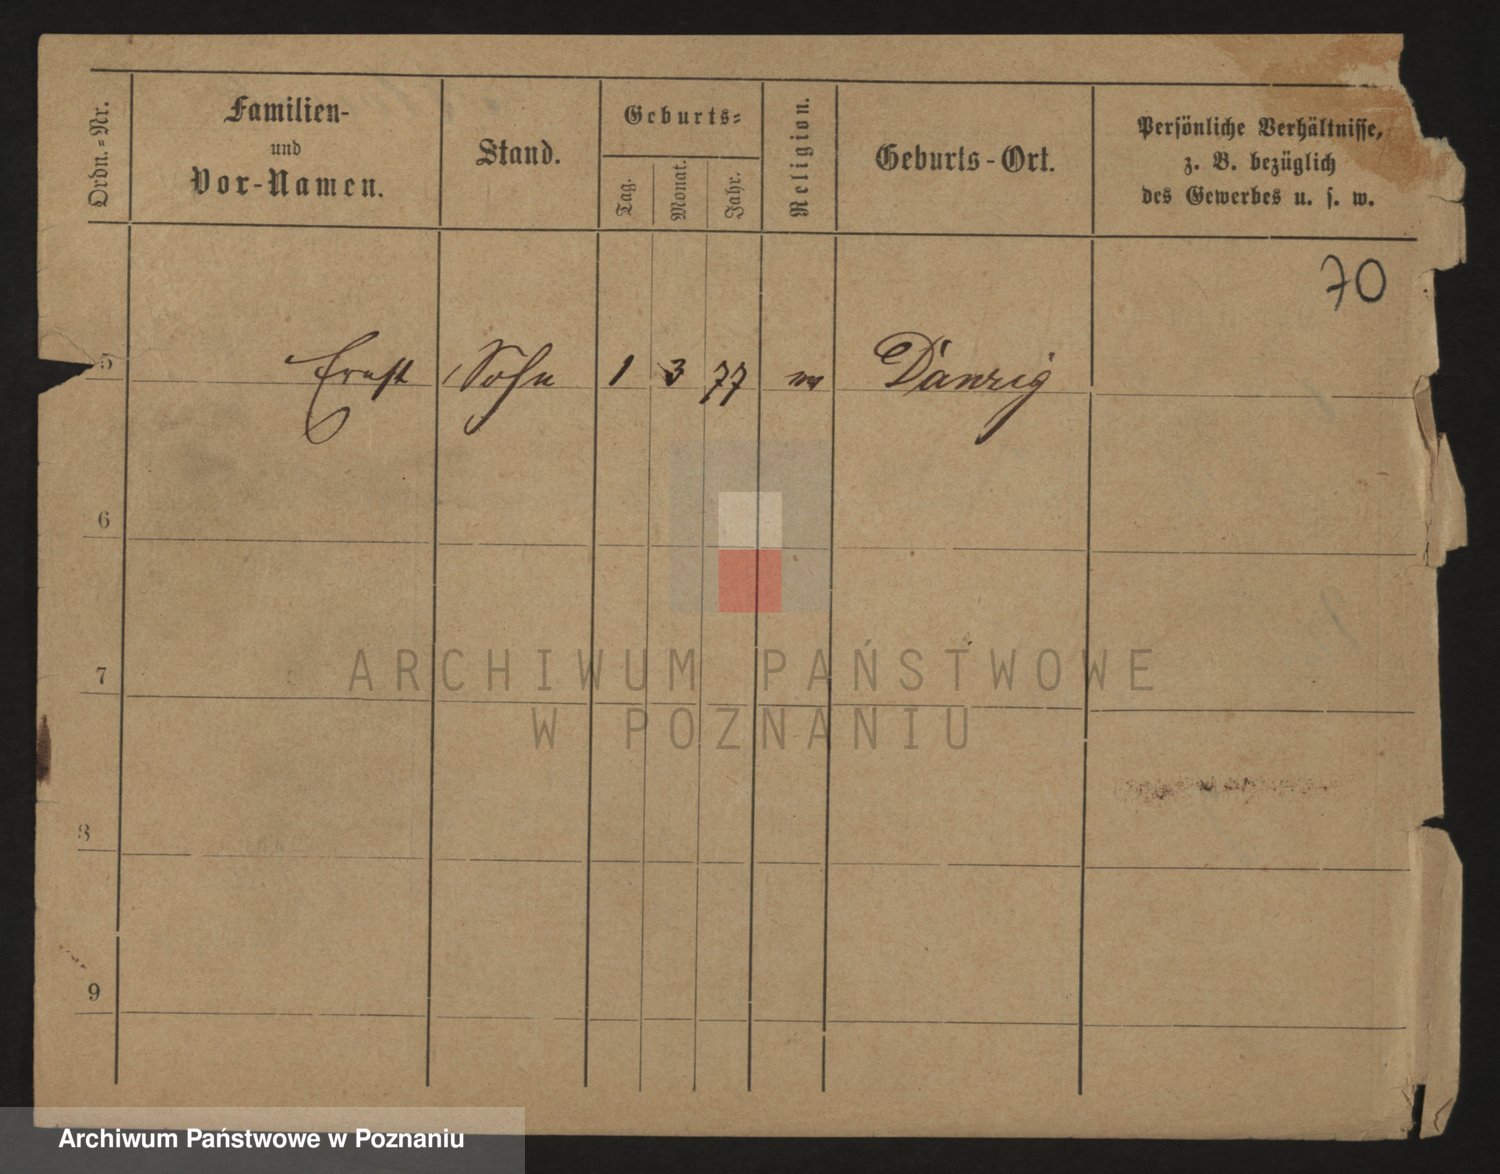 Ordn.-Nr.
Familien-
und
Vor-Namen.
Stand.
Geburts-
Tag.
Monat.
Jahr.
Religion.
Geburts-Ort.
Persönliche Verhältnisse,
z. B. bezüglich
des Gewerbes u. s. w.
70
5 Ernst Sohn 1 3 77 Danzig
6
7
8
9
ARCHIWUM PAŃSTWOWE
W POZNANIU
Archiwum Państwowe w Poznaniu